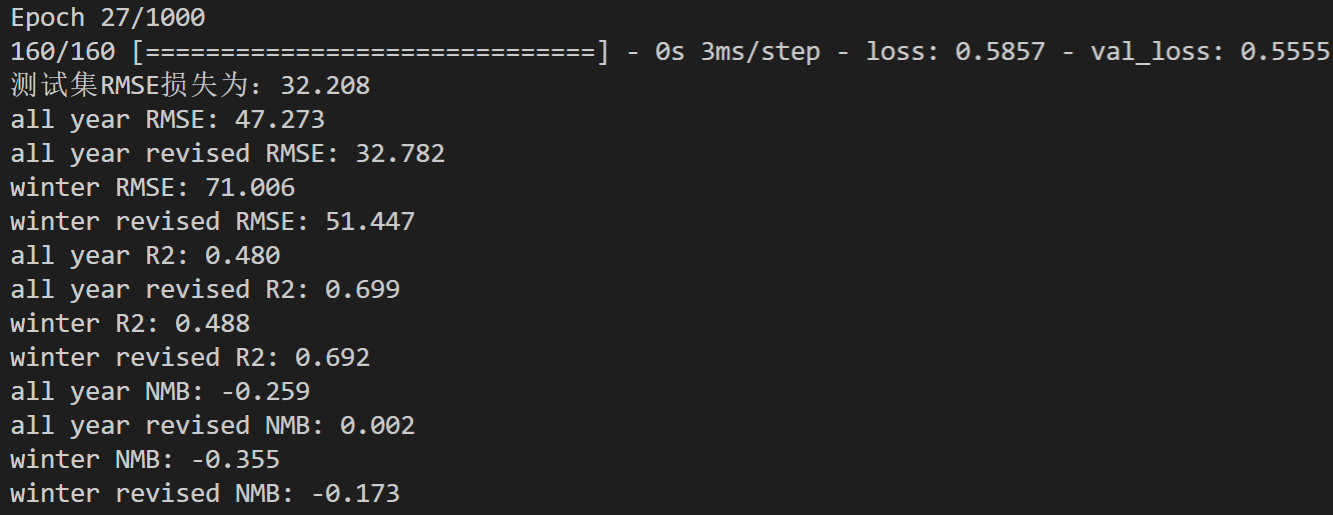 Epoch 27/1000
160/160 [==============================] - 0s 3ms/step - loss: 0.5857 - val_loss: 0.5555
测试集RMSE损失为：32.208
all year RMSE: 47.273
all year revised RMSE: 32.782
winter RMSE: 71.006
winter revised RMSE: 51.447
all year R2: 0.480
all year revised R2: 0.699
winter R2: 0.488
winter revised R2: 0.692
all year NMB: -0.259
all year revised NMB: 0.002
winter NMB: -0.355
winter revised NMB: -0.173